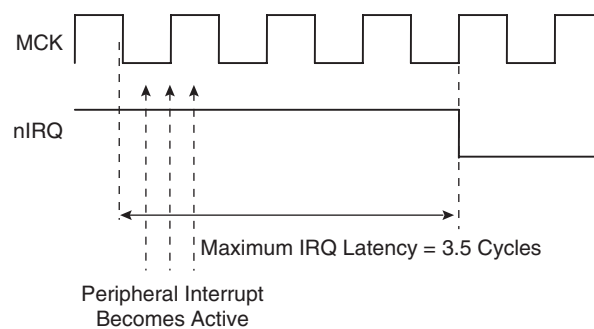 MCK
nIRQ
Maximum IRQ Latency = 3.5 Cycles
Peripheral Interrupt
Becomes Active